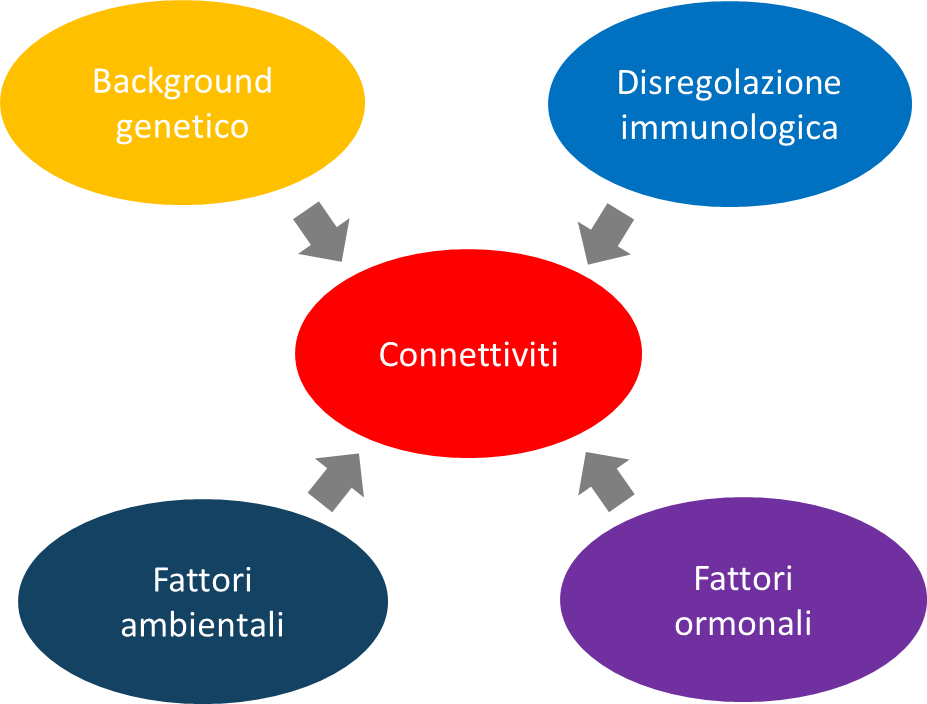 Background
genetico
Disregolazione
immunologica
Connettiviti
Fattori
ambientali
Fattori
ormonali